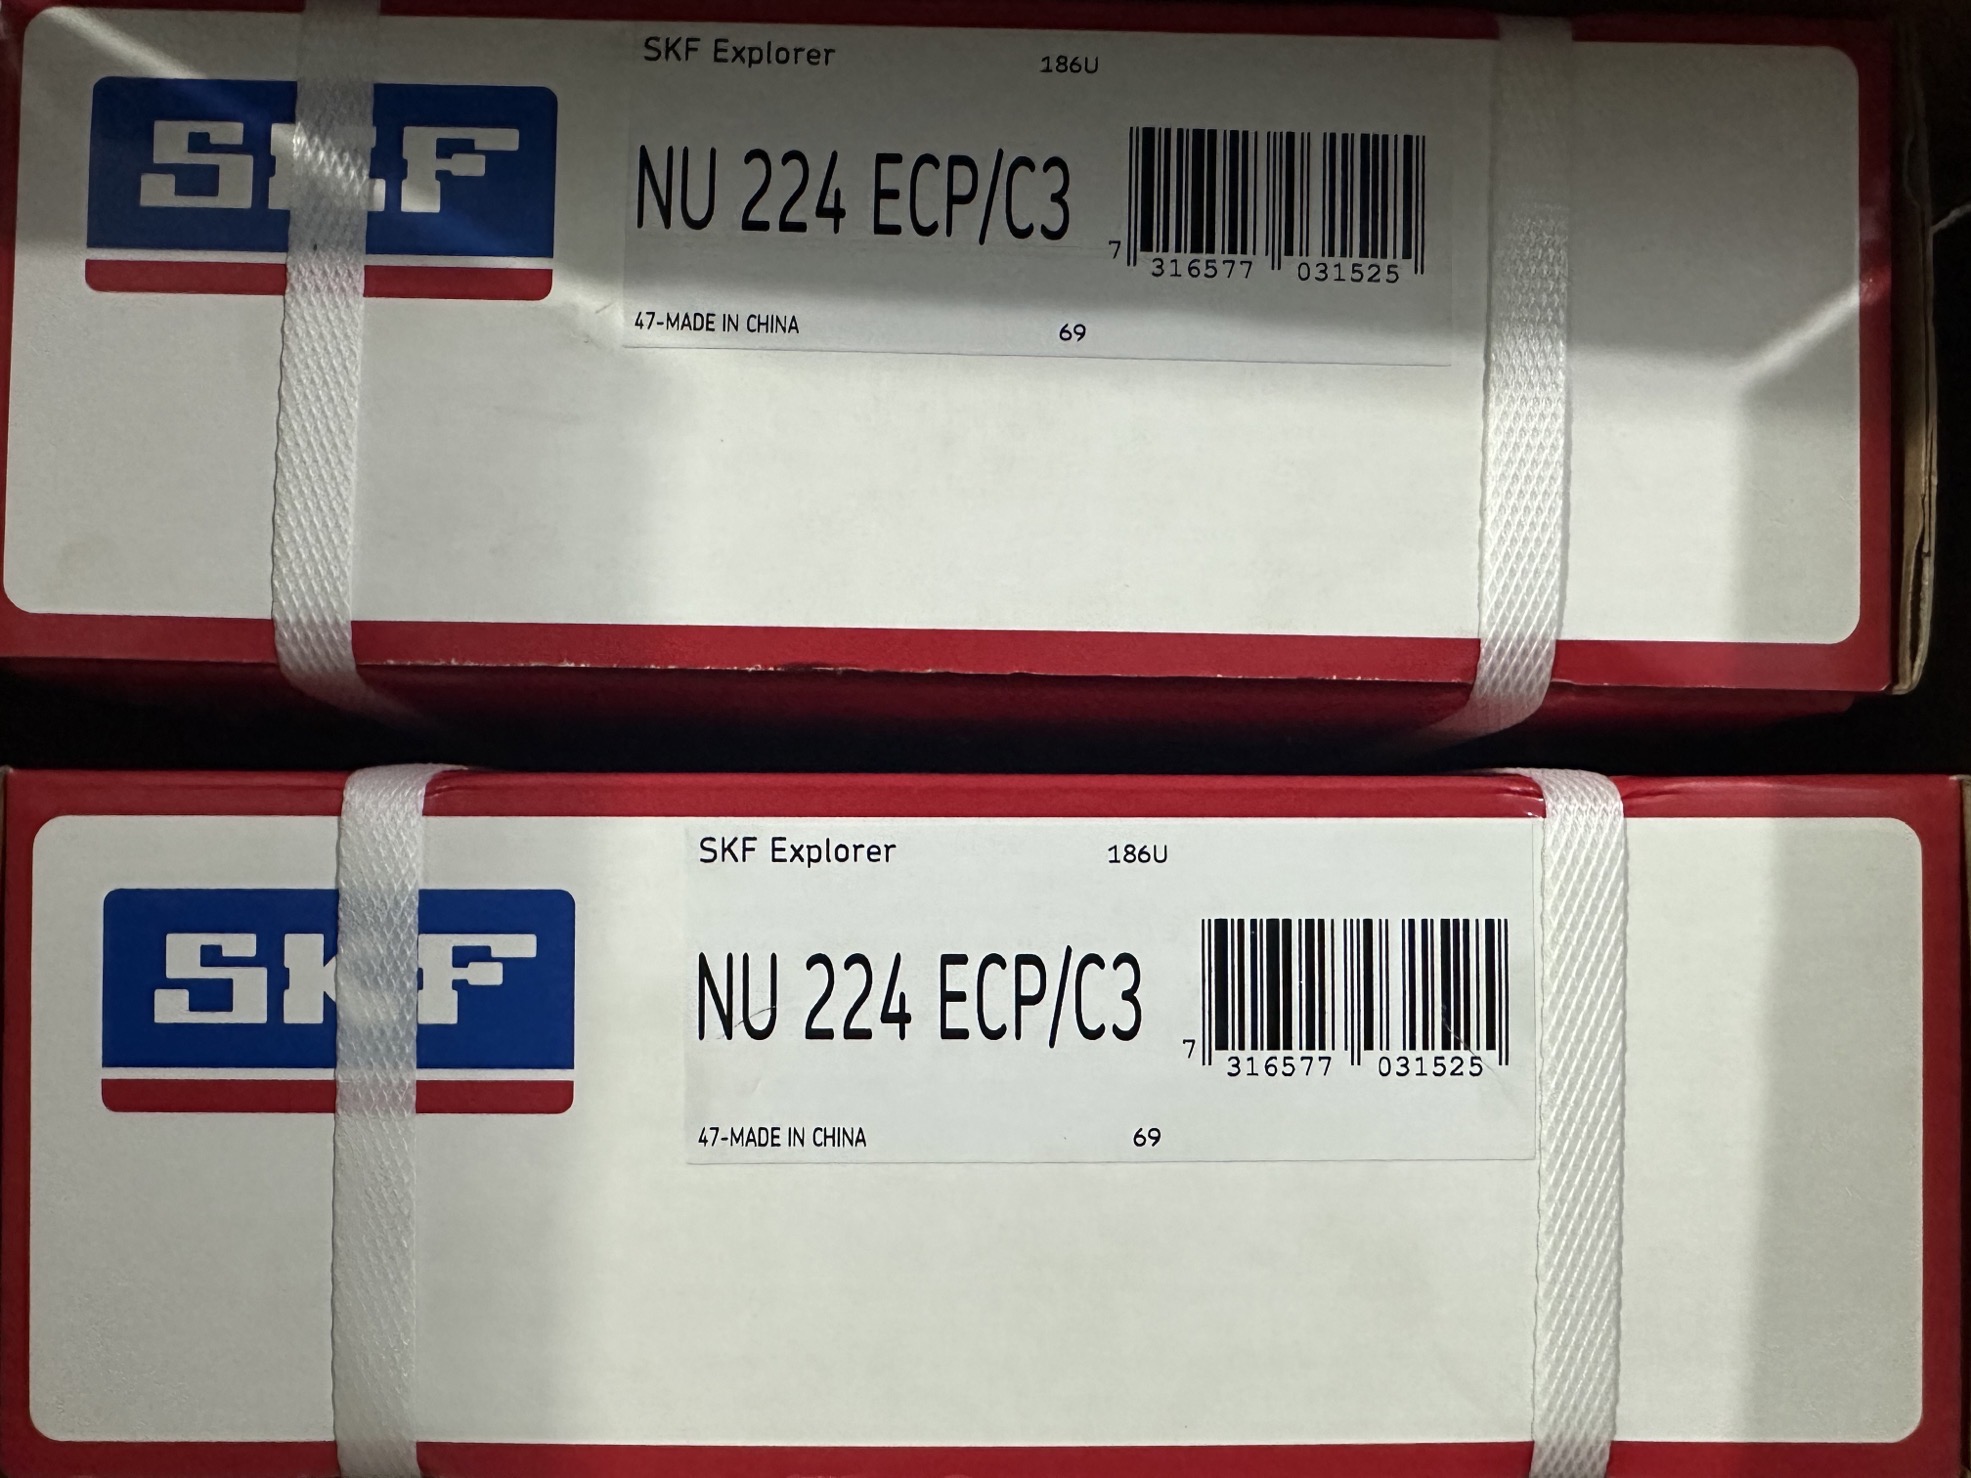 SKF Explorer 186U
SKF
NU 224 ECP/C3
7 316577 031525
47-MADE IN CHINA 69
SKF Explorer 186U
SKF
NU 224 ECP/C3
7 316577 031525
47-MADE IN CHINA 69